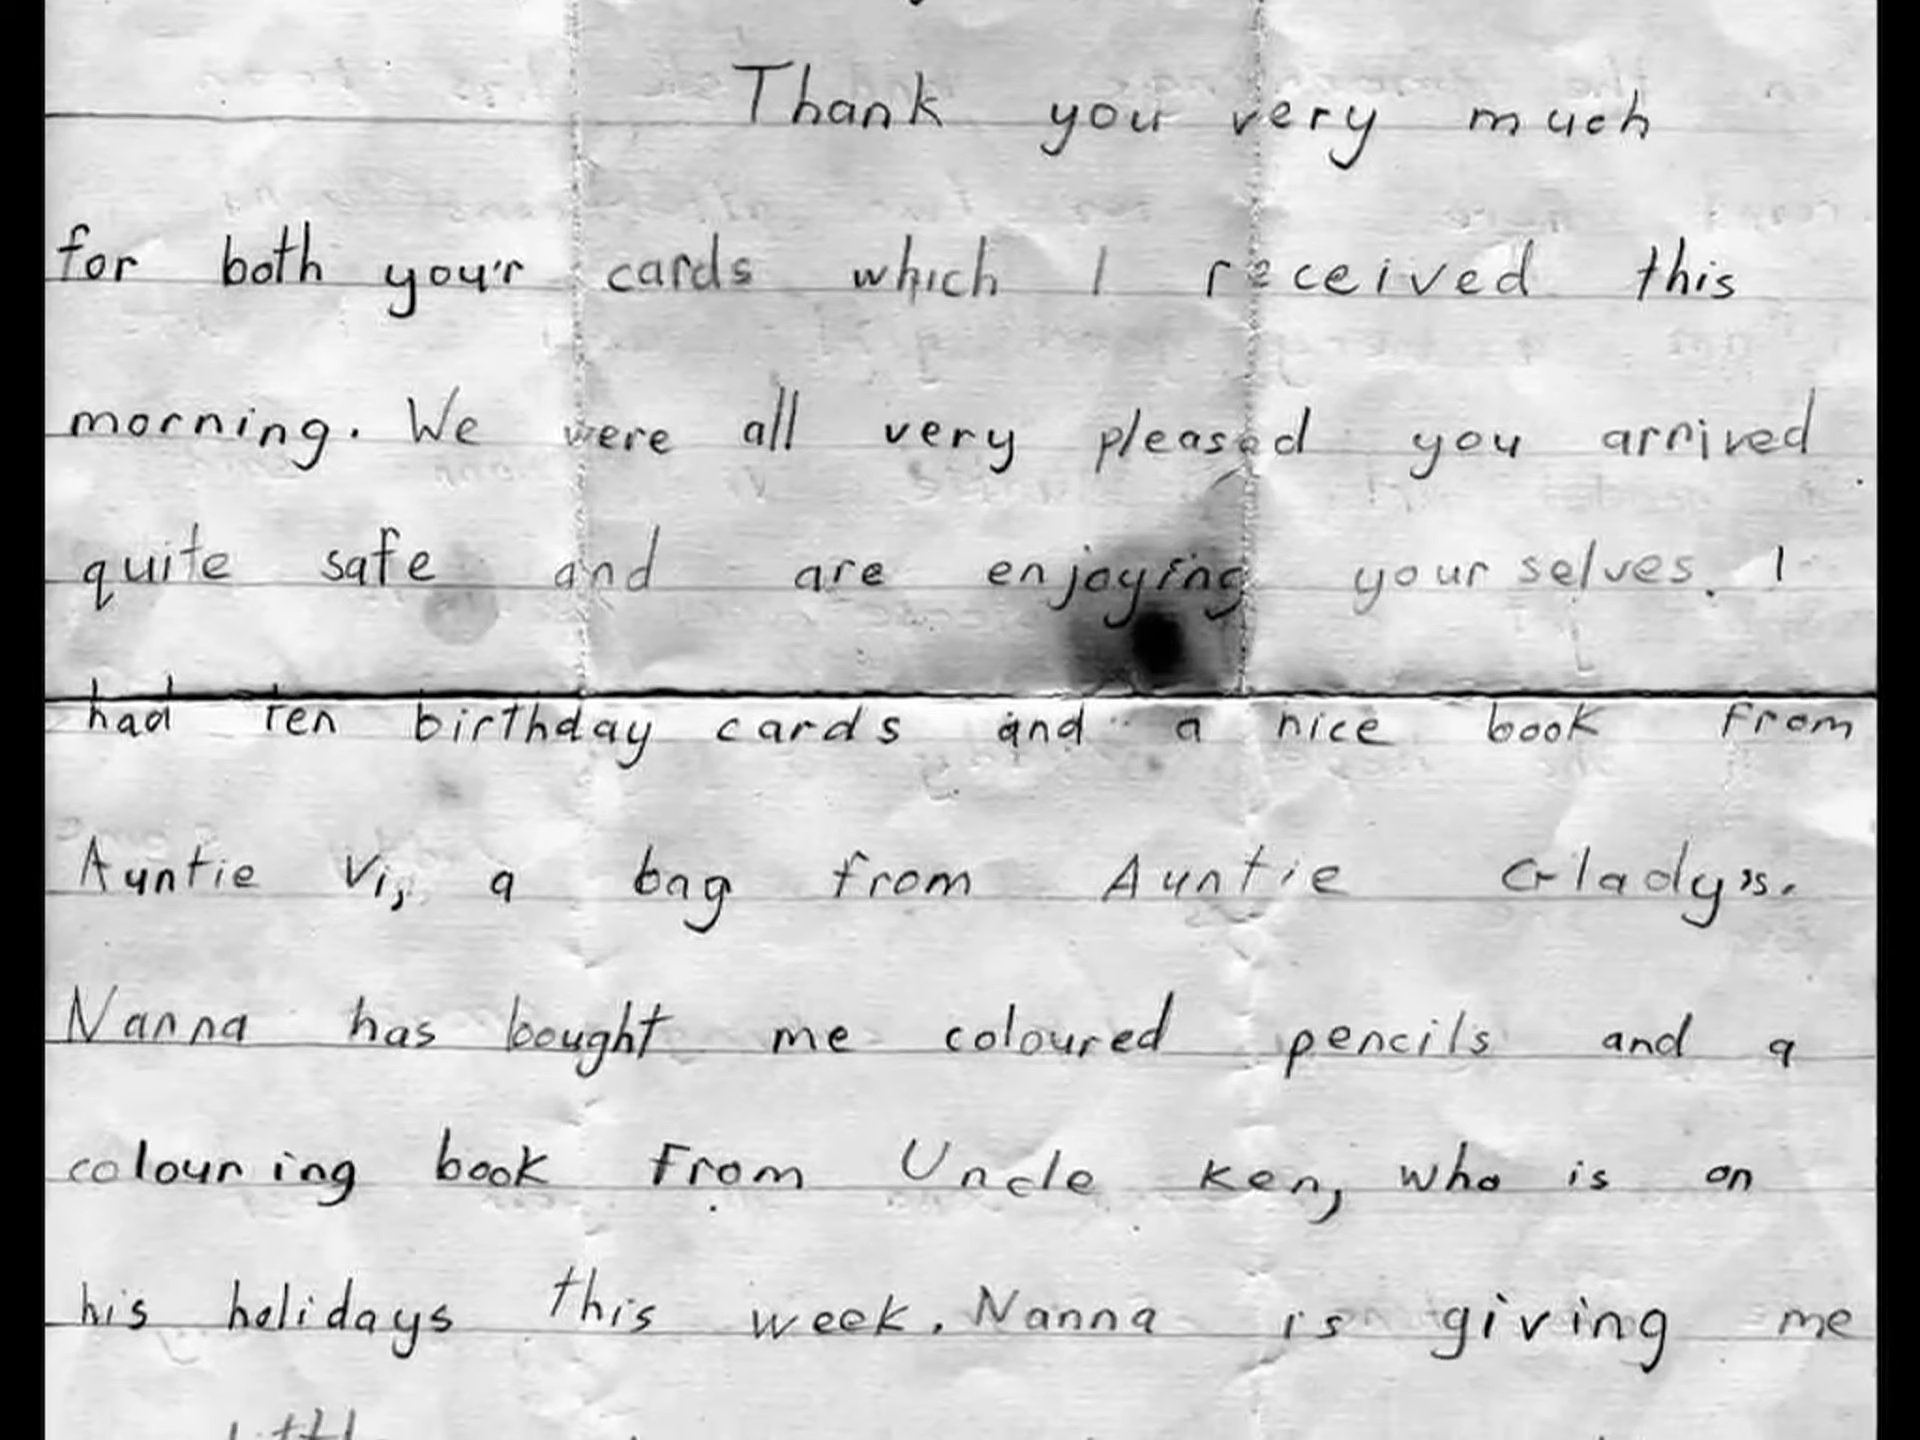 Thank you very much
for both your cards which I received this
morning. We were all very pleased you arrived
quite safe and are enjoying your selves. I
had ten birthday cards and a nice book from
Auntie Vi, a bag from Auntie Glady's.
Nanna has bought me coloured pencils and a
colouring book from Uncle Ken, who is on
his holidays this week. Nanna is giving me